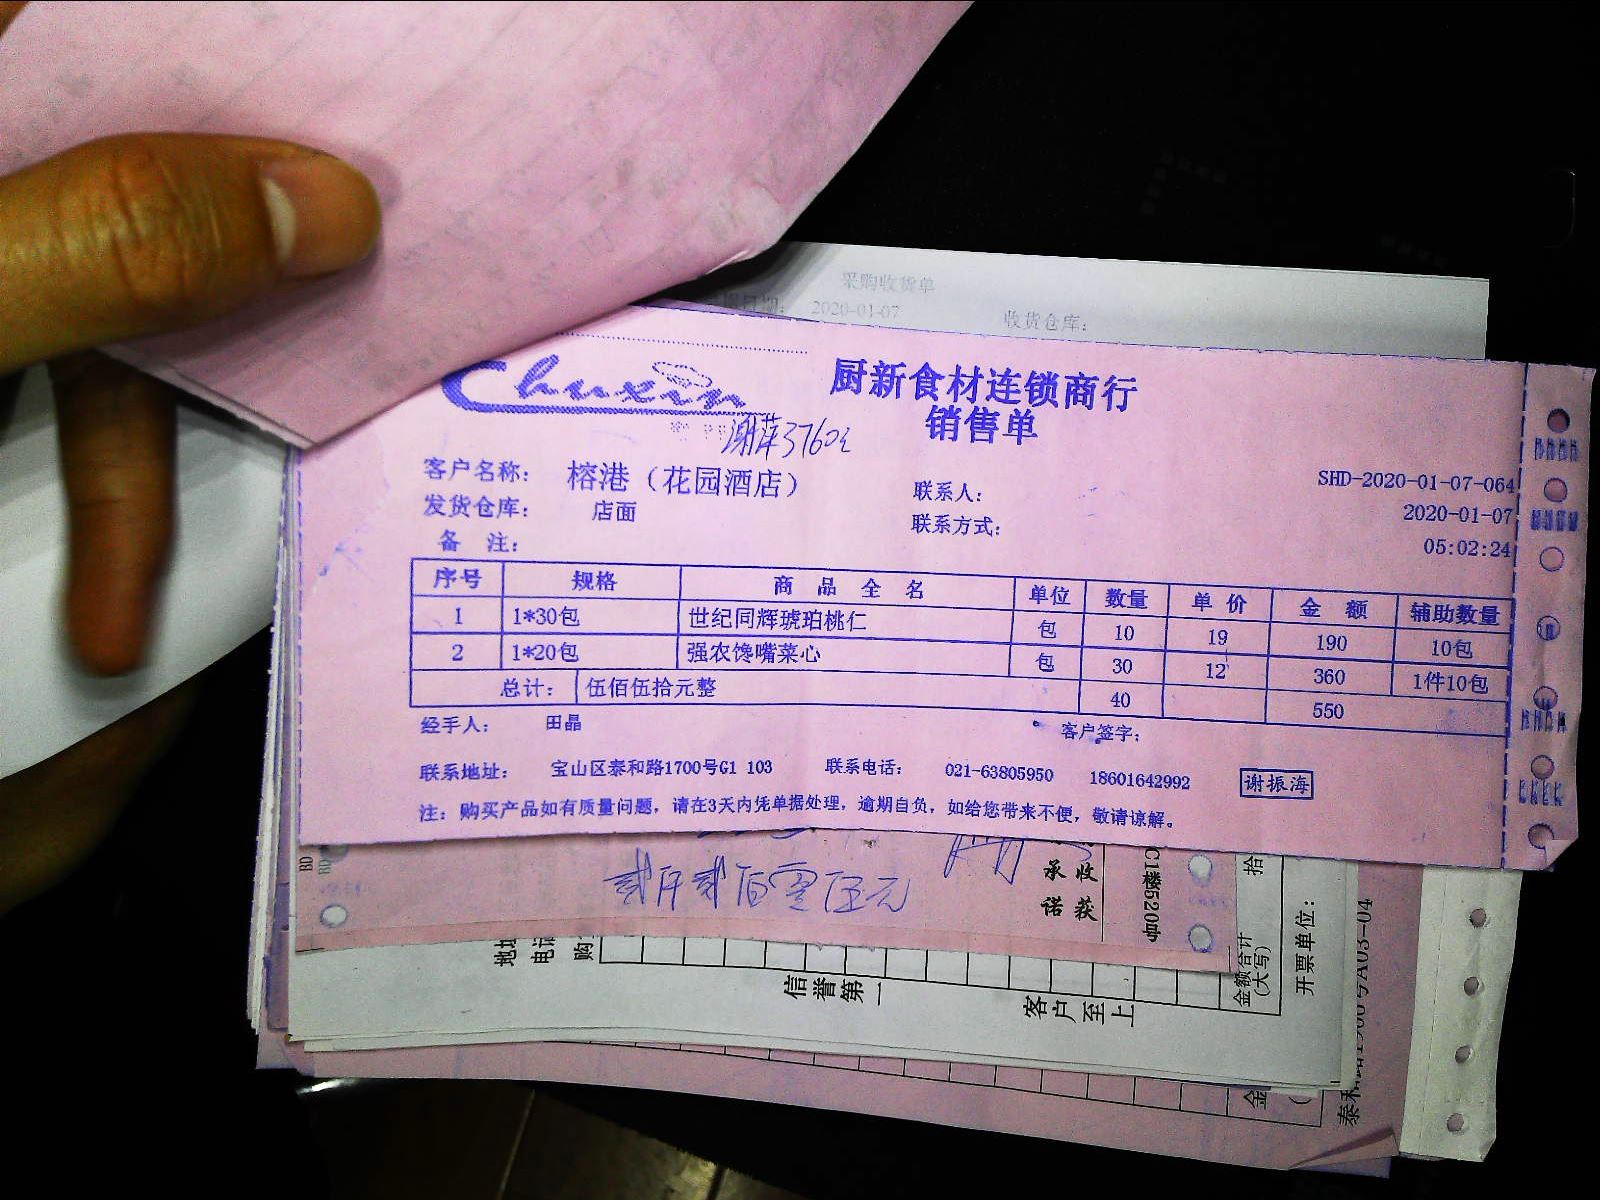 采购收货单
2020-01-07
收货仓库:
Chuxin
厨新食材连锁商行
销售单
客户名称: 榕港（花园酒店）
联系人:
SHD-2020-01-07-064
发货仓库: 店面
联系方式:
2020-01-07
备 注:
05:02:24
序号 规格 商品全名 单位 数量 单价 金额 辅助数量
1 1*30包 世纪同辉琥珀桃仁 包 10 19 190 10包
2 1*20包 强农馋嘴菜心 包 30 12 360 1件10包
总计: 伍佰伍拾元整 40 550
经手人: 田晶
客户签字:
联系地址: 宝山区泰和路1700号G1 103 联系电话: 021-63805950 18601642992 谢振海
注: 购买产品如有质量问题，请在3天内凭单据处理，逾期自负，如给您带来不便，敬请谅解。
贰仟贰佰零伍元
承诺
收获
C1楼520号
拾
金额合计
(大写)
开票单位:
信誉第一
客户至上